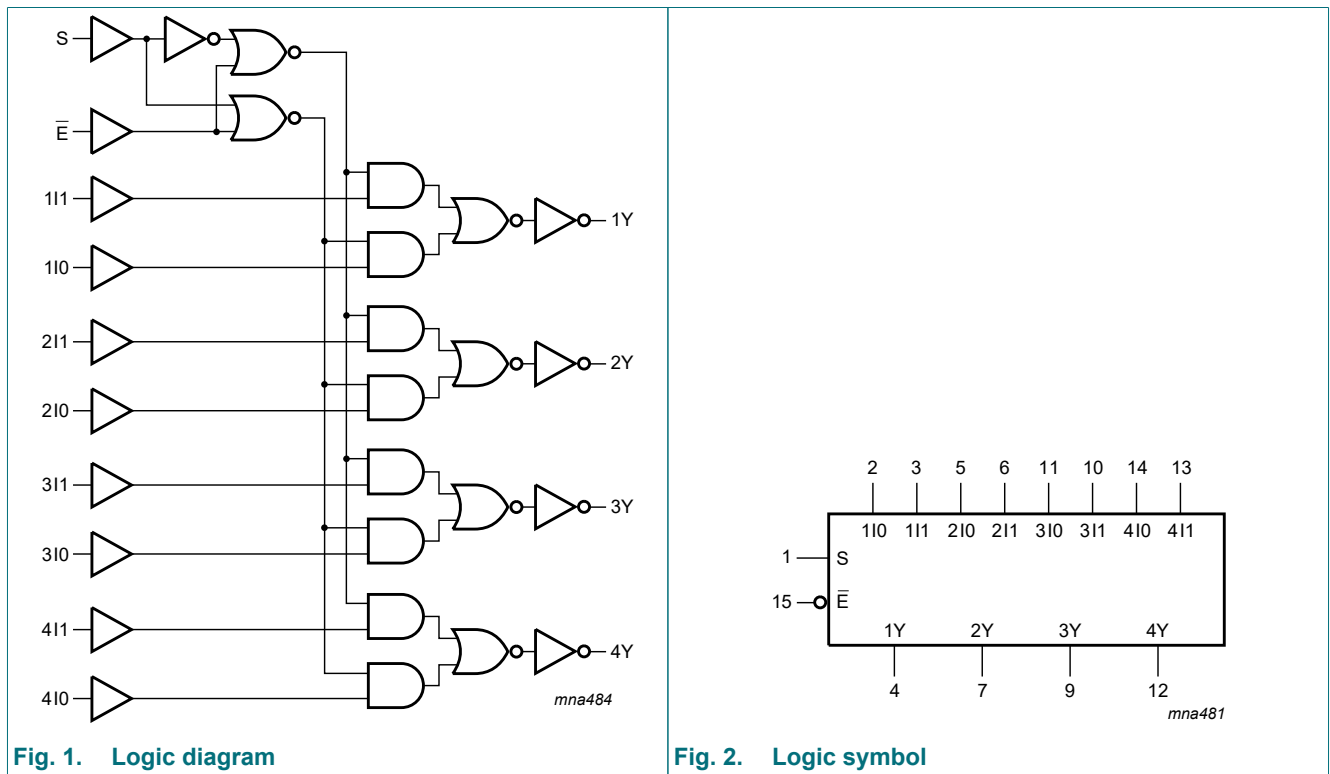 S
E̅
1I1
1I0
2I1
2I0
3I1
3I0
4I1
4I0
1Y
2Y
3Y
4Y
mna484
Fig. 1. Logic diagram
2 3 5 6 11 10 14 13
1I0 1I1 2I0 2I1 3I0 3I1 4I0 4I1
1 S
15 E̅
1Y 2Y 3Y 4Y
4 7 9 12
mna481
Fig. 2. Logic symbol